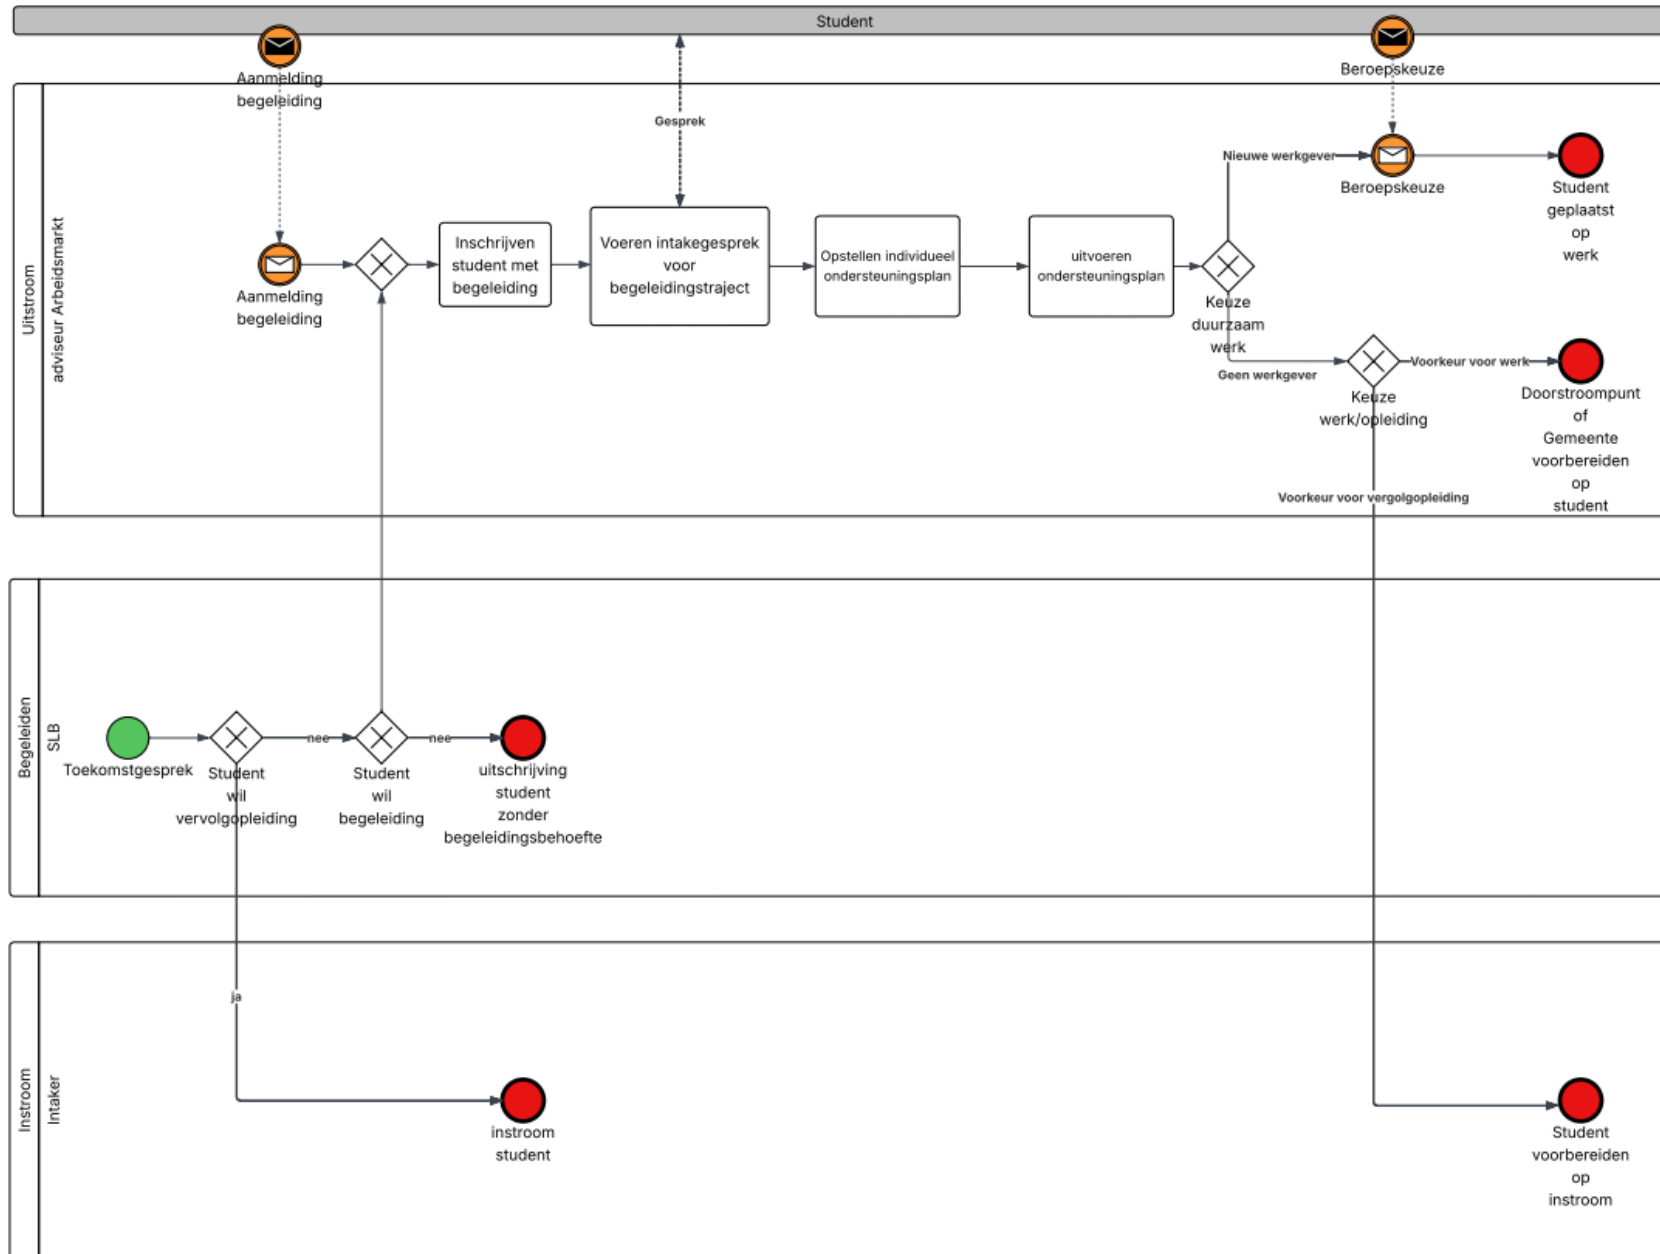 Student
Aanmelding
begeleiding
Beroepskeuze
Gesprek
Nieuwe werkgever
Beroepskeuze
Student
geplaatst
op
werk
Uitstroom
adviseur Arbeidsmarkt
Aanmelding
begeleiding
Inschrijven
student met
begeleiding
Voeren intakegesprek
voor
begeleidingstraject
Opstellen individueel
ondersteuningsplan
uitvoeren
ondersteuningsplan
Keuze
duurzaam
werk
Geen werkgever
Keuze
werk/opleiding
Voorkeur voor werk
Doorstroompunt
of
Gemeente
voorbereiden
op
student
Voorkeur voor vergolgopleiding
Begeleiden
SLB
Toekomstgesprek
Student
wil
vervolgopleiding
nee
Student
wil
begeleiding
nee
uitschrijving
student
zonder
begeleidingsbehoefte
ja
Instroom
Intaker
instroom
student
Student
voorbereiden
op
instroom